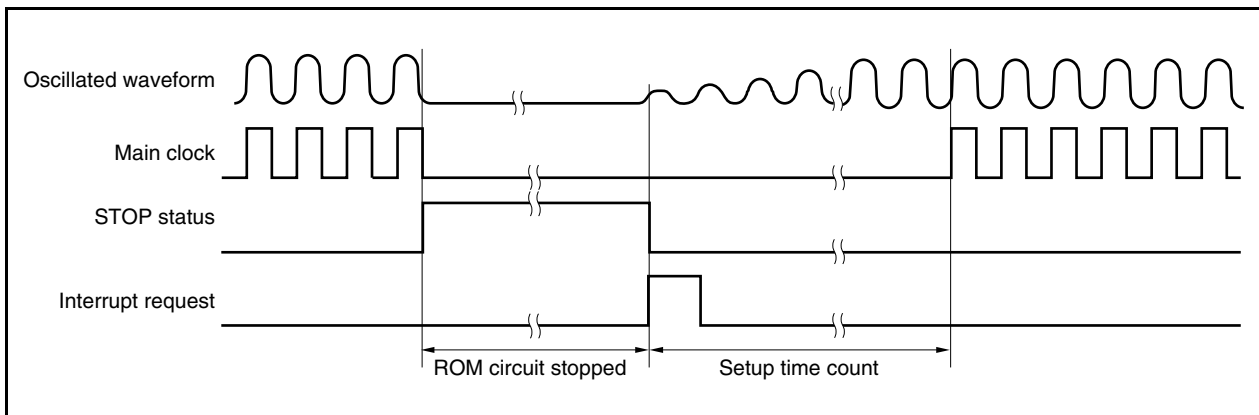 Oscillated waveform
Main clock
STOP status
Interrupt request
ROM circuit stopped
Setup time count